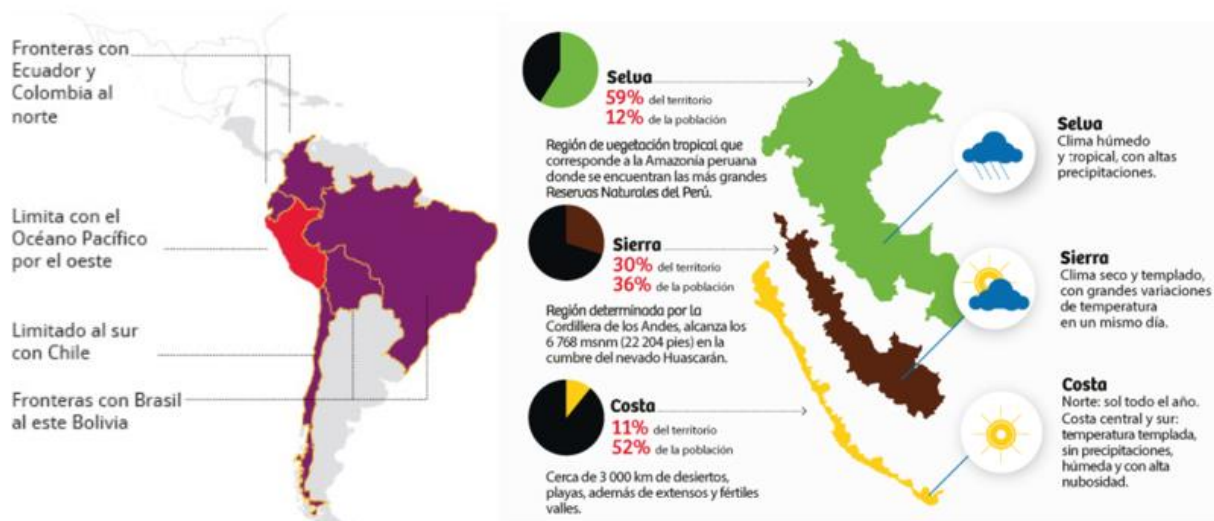 Fronteras con
Ecuador y
Colombia al
norte
Limita con el
Océano Pacífico
por el oeste
Limitado al sur
con Chile
Fronteras con Brasil
al este Bolivia
Selva
59% del territorio
12% de la población
Región de vegetación tropical que
corresponde a la Amazonía peruana
donde se encuentran las más grandes
Reservas Naturales del Perú.
Sierra
30% del territorio
36% de la población
Región determinada por la
Cordillera de los Andes, alcanza los
6 768 msnm (22 204 pies) en la
cumbre del nevado Huascarán.
Costa
11% del territorio
52% de la población
Cerca de 3 000 km de desiertos,
playas, además de extensos y fértiles
valles.
Selva
Clima húmedo
y tropical, con altas
precipitaciones.
Sierra
Clima seco y templado,
con grandes variaciones
de temperatura
en un mismo día.
Costa
Norte: sol todo el año.
Costa central y sur:
temperatura templada,
sin precipitaciones,
húmeda y con alta
nubosidad.